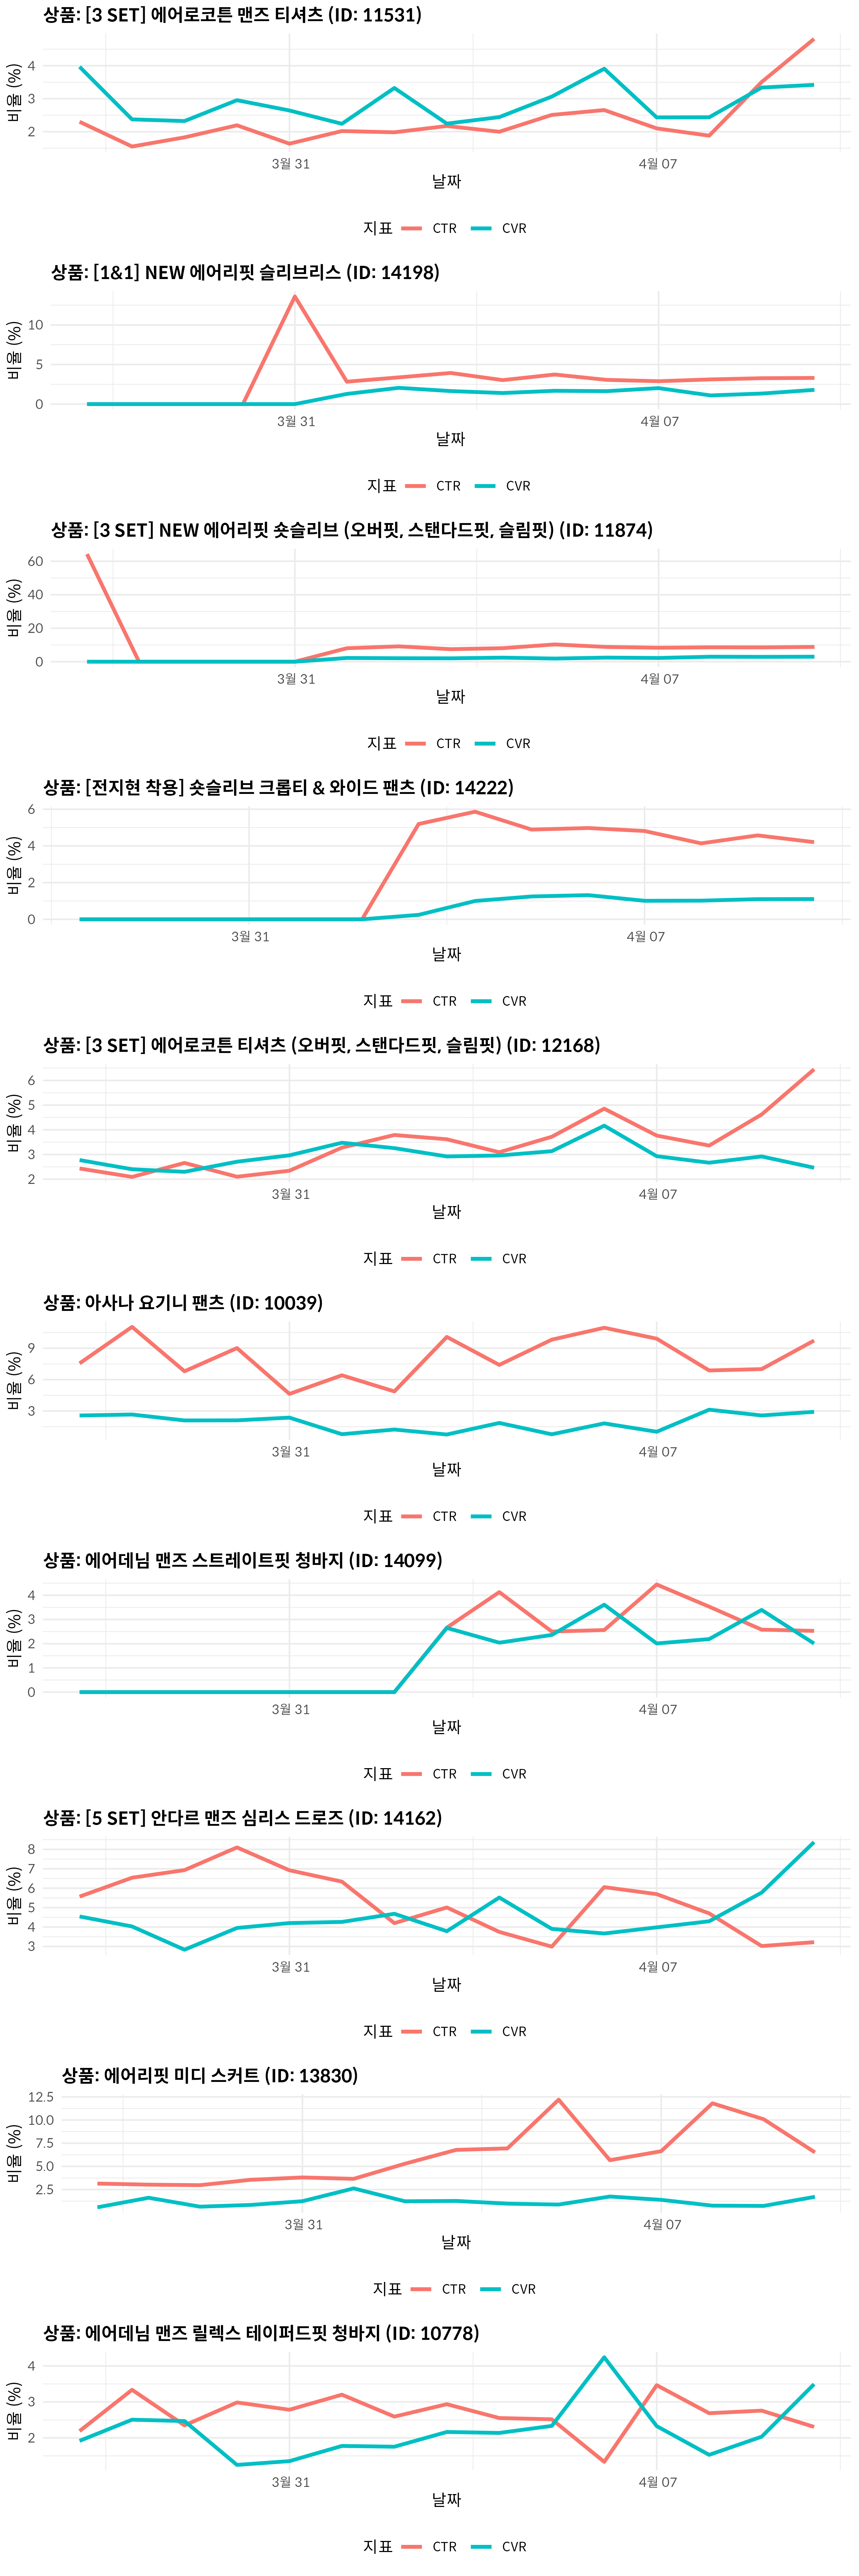 상품: [3 SET] 에어로코튼 맨즈 티셔츠 (ID: 11531)
4
3
2
비율 (%)
3월 31
4월 07
날짜
지표 CTR CVR
상품: [1&1] NEW 에어리핏 슬리브리스 (ID: 14198)
10
5
0
비율 (%)
3월 31
4월 07
날짜
지표 CTR CVR
상품: [3 SET] NEW 에어리핏 숏슬리브 (오버핏, 스탠다드핏, 슬림핏) (ID: 11874)
60
40
20
0
비율 (%)
3월 31
4월 07
날짜
지표 CTR CVR
상품: [전지현 착용] 숏슬리브 크롭티 & 와이드 팬츠 (ID: 14222)
6
4
2
0
비율 (%)
3월 31
4월 07
날짜
지표 CTR CVR
상품: [3 SET] 에어로코튼 티셔츠 (오버핏, 스탠다드핏, 슬림핏) (ID: 12168)
6
5
4
3
2
비율 (%)
3월 31
4월 07
날짜
지표 CTR CVR
상품: 아사나 요기니 팬츠 (ID: 10039)
9
6
3
비율 (%)
3월 31
4월 07
날짜
지표 CTR CVR
상품: 에어데님 맨즈 스트레이트핏 청바지 (ID: 14099)
4
3
2
1
0
비율 (%)
3월 31
4월 07
날짜
지표 CTR CVR
상품: [5 SET] 안다르 맨즈 심리스 드로즈 (ID: 14162)
8
7
6
5
4
3
비율 (%)
3월 31
4월 07
날짜
지표 CTR CVR
상품: 에어리핏 미디 스커트 (ID: 13830)
12.5
10.0
7.5
5.0
2.5
비율 (%)
3월 31
4월 07
날짜
지표 CTR CVR
상품: 에어데님 맨즈 릴렉스 테이퍼드핏 청바지 (ID: 10778)
4
3
2
비율 (%)
3월 31
4월 07
날짜
지표 CTR CVR